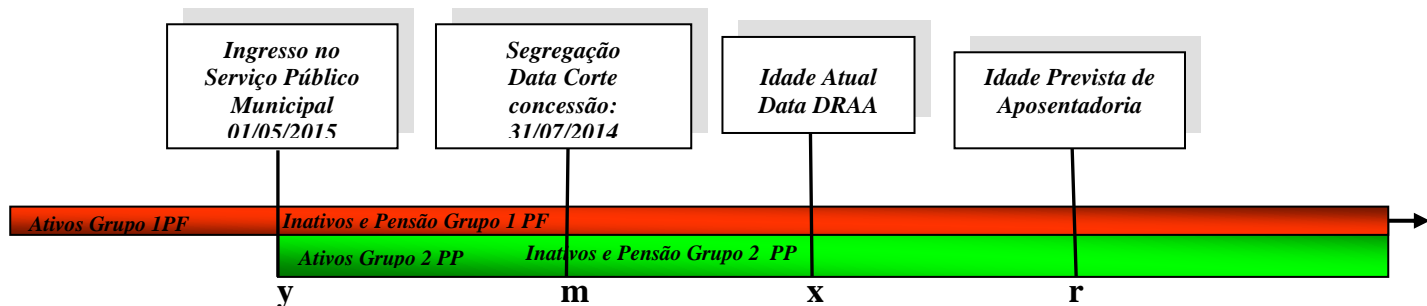 Ingresso no
Serviço Público
Municipal
01/05/2015
Segregação
Data Corte
concessão:
31/07/2014
Idade Atual
Data DRAA
Idade Prevista de
Aposentadoria
Ativos Grupo 1PF
Inativos e Pensão Grupo 1 PF
Ativos Grupo 2 PP
Inativos e Pensão Grupo 2 PP
y
m
x
r